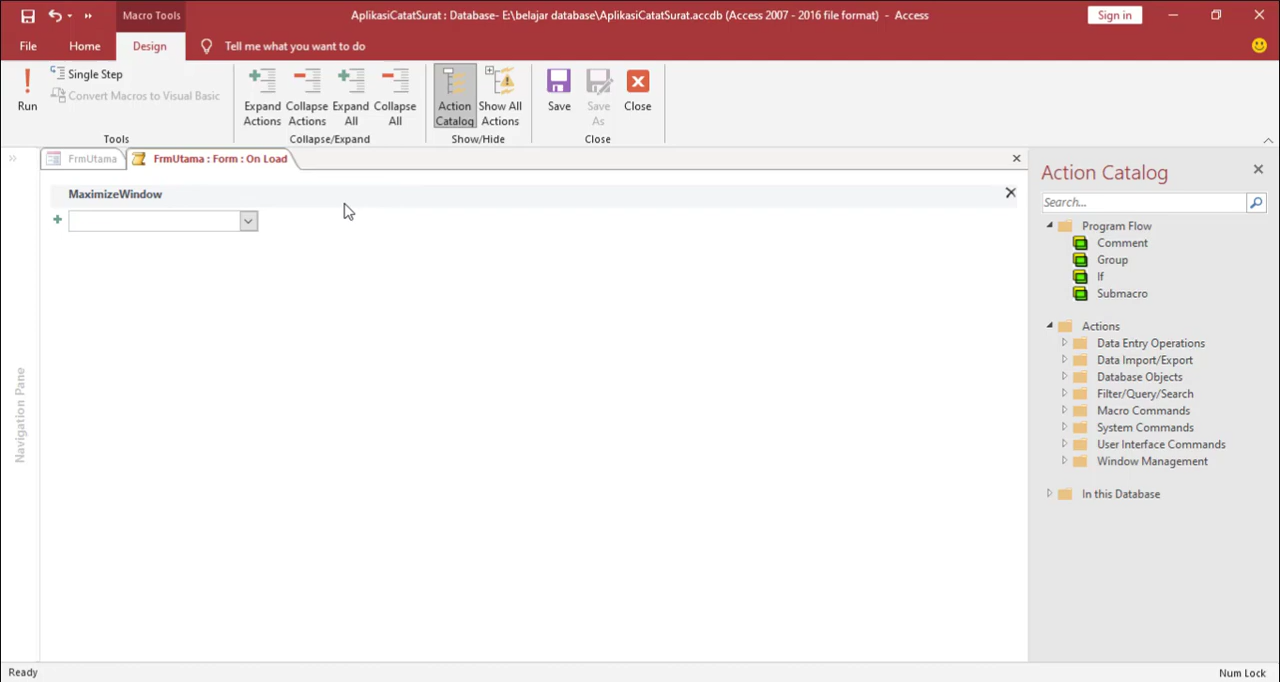 Macro Tools
AplikasiCatatSurat : Database- E:\belajar database\AplikasiCatatSurat.accdb (Access 2007 - 2016 file format) - Access
Sign in
File
Home
Design
Tell me what you want to do
Run
Single Step
Convert Macros to Visual Basic
Tools
Expand Actions
Collapse Actions
Expand All
Collapse All
Collapse/Expand
Action Catalog
Show All Actions
Show/Hide
Save
Save As
Close
Close
FrmUtama
FrmUtama : Form : On Load
MaximizeWindow
Navigation Pane
Action Catalog
Search...
Program Flow
Comment
Group
If
Submacro
Actions
Data Entry Operations
Data Import/Export
Database Objects
Filter/Query/Search
Macro Commands
System Commands
User Interface Commands
Window Management
In this Database
Ready
Num Lock